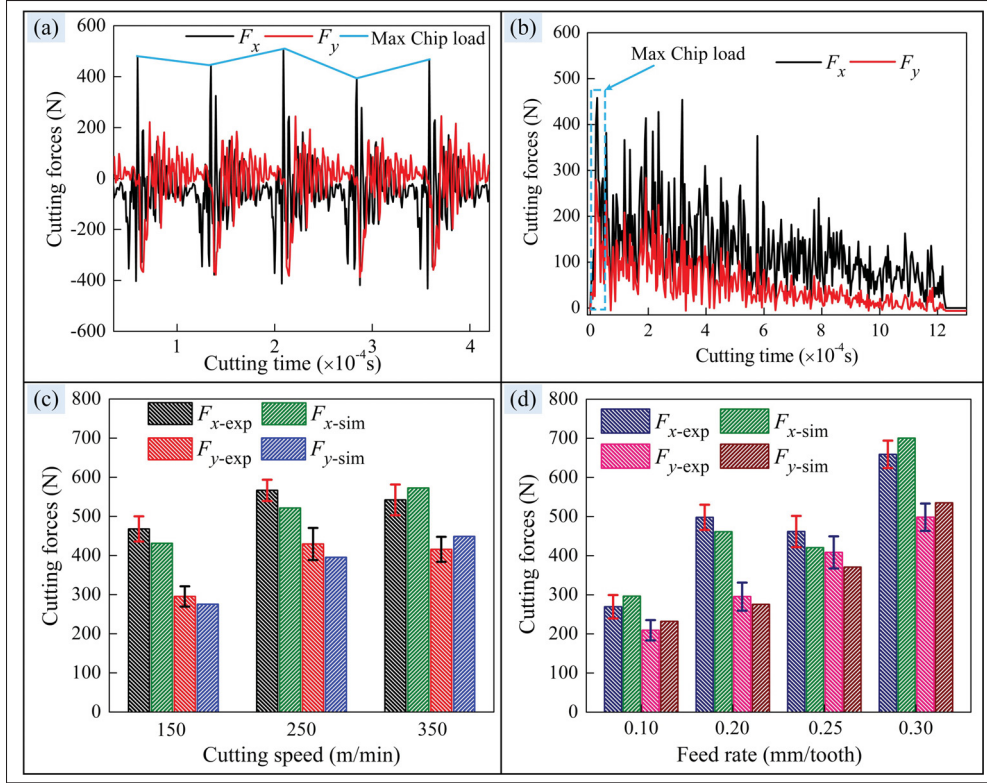 (a)
600
400
200
0
-200
-400
-600
Cutting forces (N)
Fx Fy Max Chip load
1 2 3 4
Cutting time (×10-4s)
(b)
600
500
400
300
200
100
0
Cutting forces (N)
Max Chip load
Fx Fy
0 2 4 6 8 10 12
Cutting time (×10-4s)
(c)
800
700
600
500
400
300
200
100
0
Cutting forces (N)
Fx-exp Fx-sim
Fy-exp Fy-sim
150 250 350
Cutting speed (m/min)
(d)
800
700
600
500
400
300
200
100
0
Cutting forces (N)
Fx-exp Fx-sim
Fy-exp Fy-sim
0.10 0.20 0.25 0.30
Feed rate (mm/tooth)